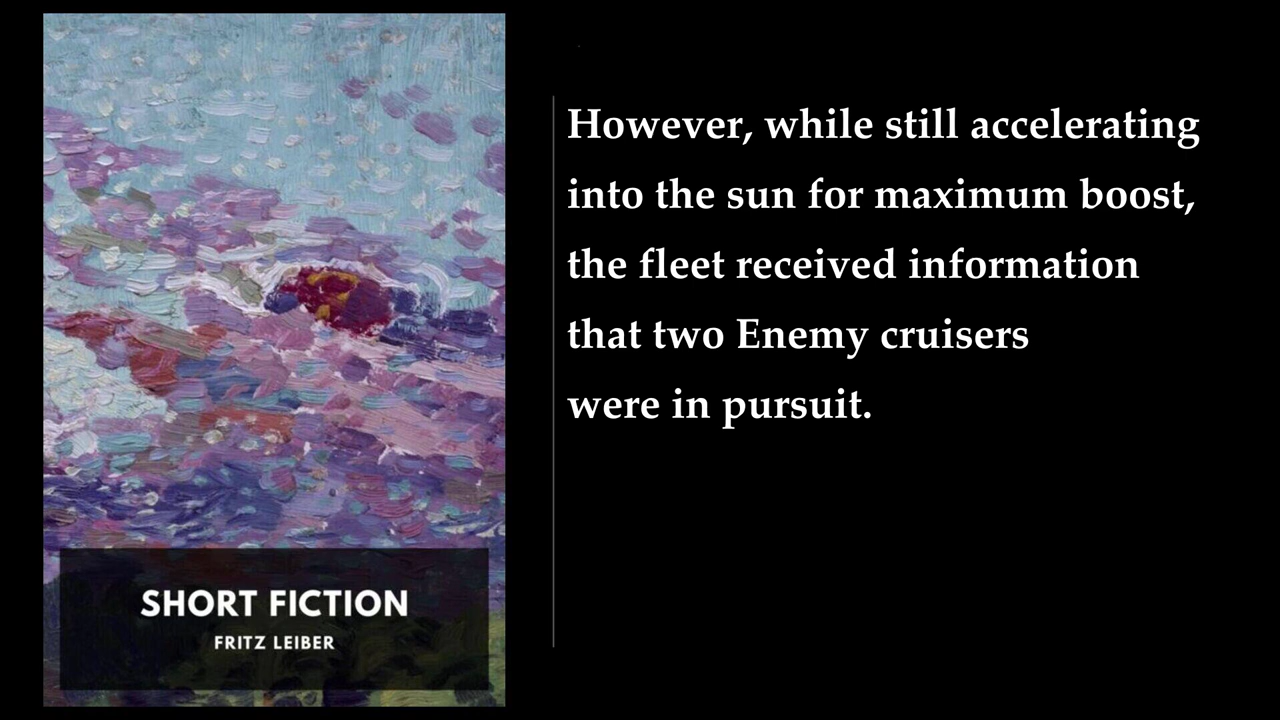 However, while still accelerating
into the sun for maximum boost,
the fleet received information
that two Enemy cruisers
were in pursuit.
SHORT FICTION
FRITZ LEIBER